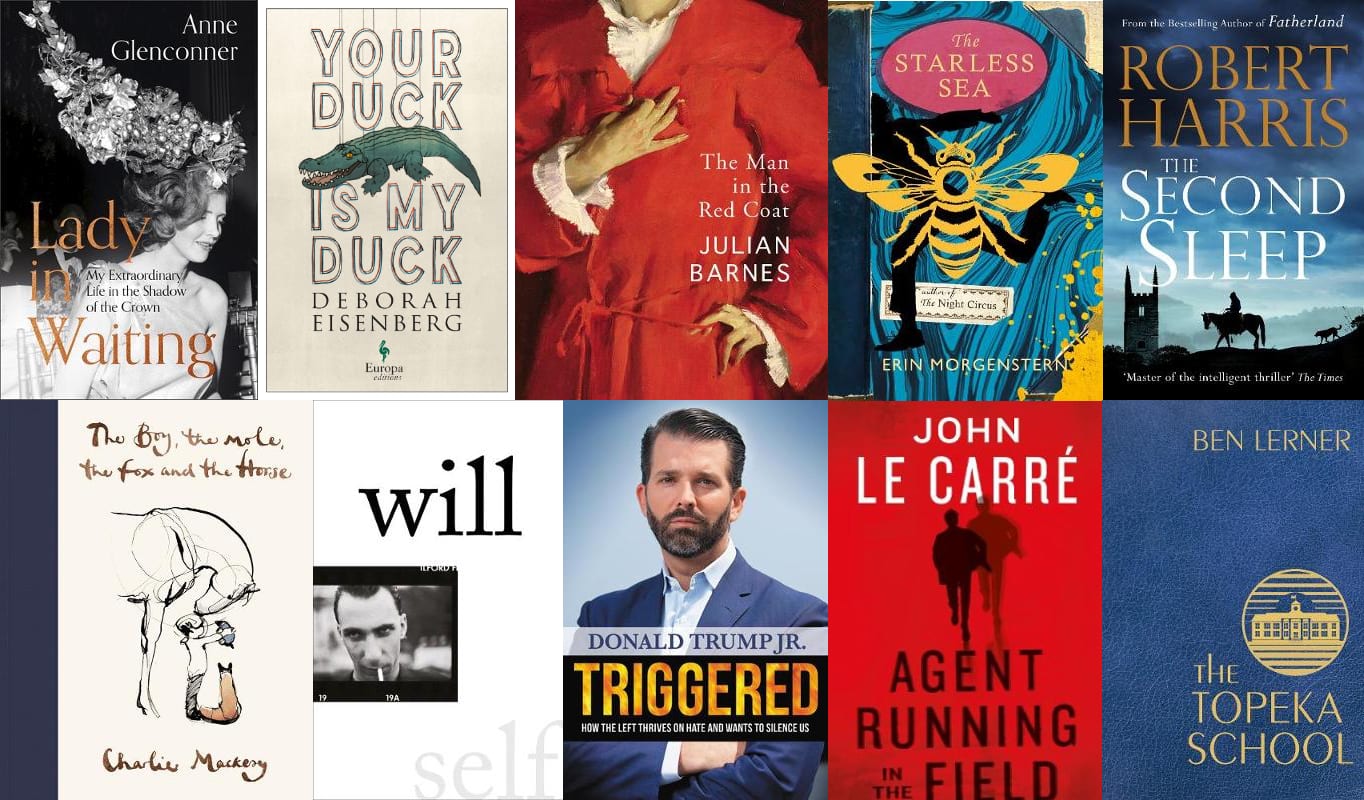 Anne
Glenconner
Lady
in
Waiting
My Extraordinary
Life in the Shadow
of the Crown
YOUR
DUCK
IS MY
DUCK
DEBORAH
EISENBERG
Europa
editions
The Man
in the
Red Coat
JULIAN
BARNES
The
STARLESS
SEA
author of
The Night Circus
ERIN MORGENSTERN
From the Bestselling Author of Fatherland
ROBERT
HARRIS
THE
SECOND
SLEEP
'Master of the intelligent thriller' The Times
The Boy, the mole,
the fox and the Horse
Charlie Mackesy
will
ILFORD
19
19A
self
DONALD TRUMP JR.
TRIGGERED
HOW THE LEFT THRIVES ON HATE AND WANTS TO SILENCE US
JOHN
LE CARRÉ
AGENT
RUNNING
IN
THE
FIELD
BEN LERNER
THE
TOPEKA
SCHOOL